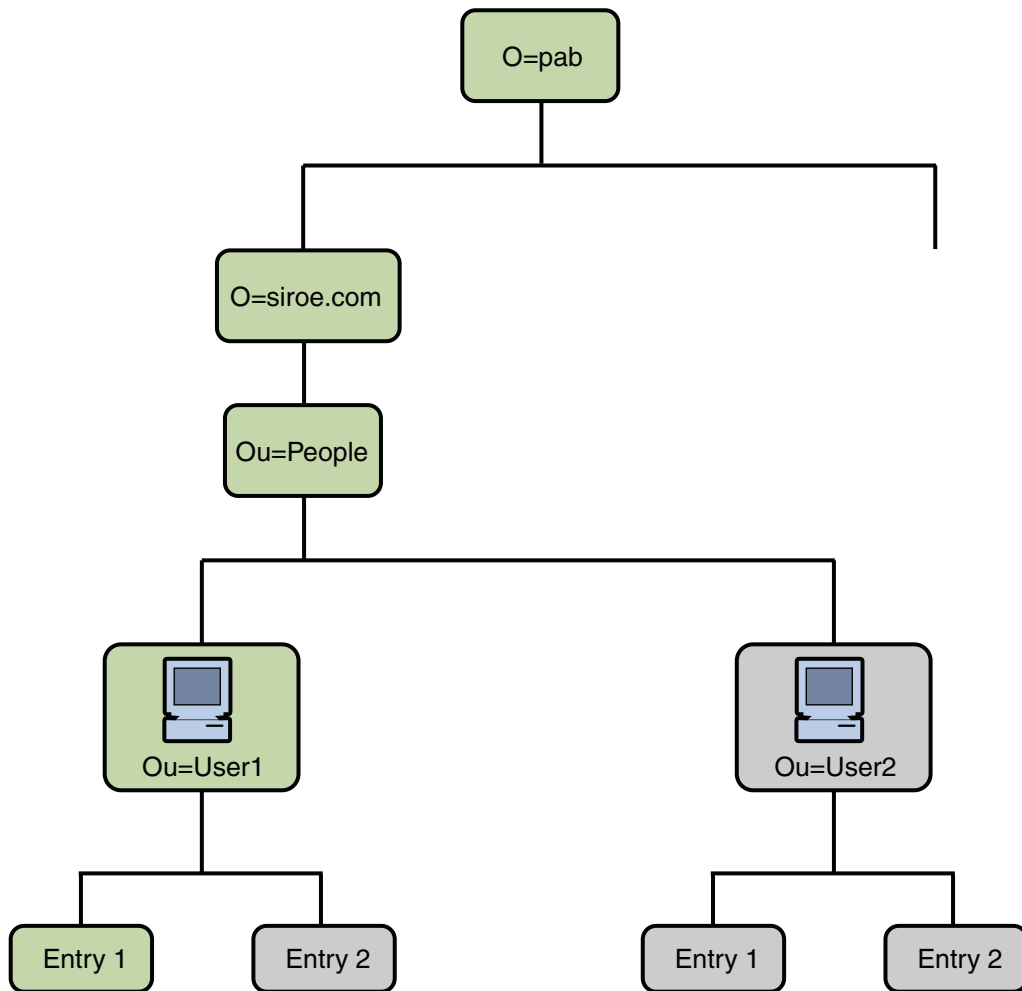 O=pab
O=siroe.com
Ou=People
Ou=User1
Ou=User2
Entry 1
Entry 2
Entry 1
Entry 2